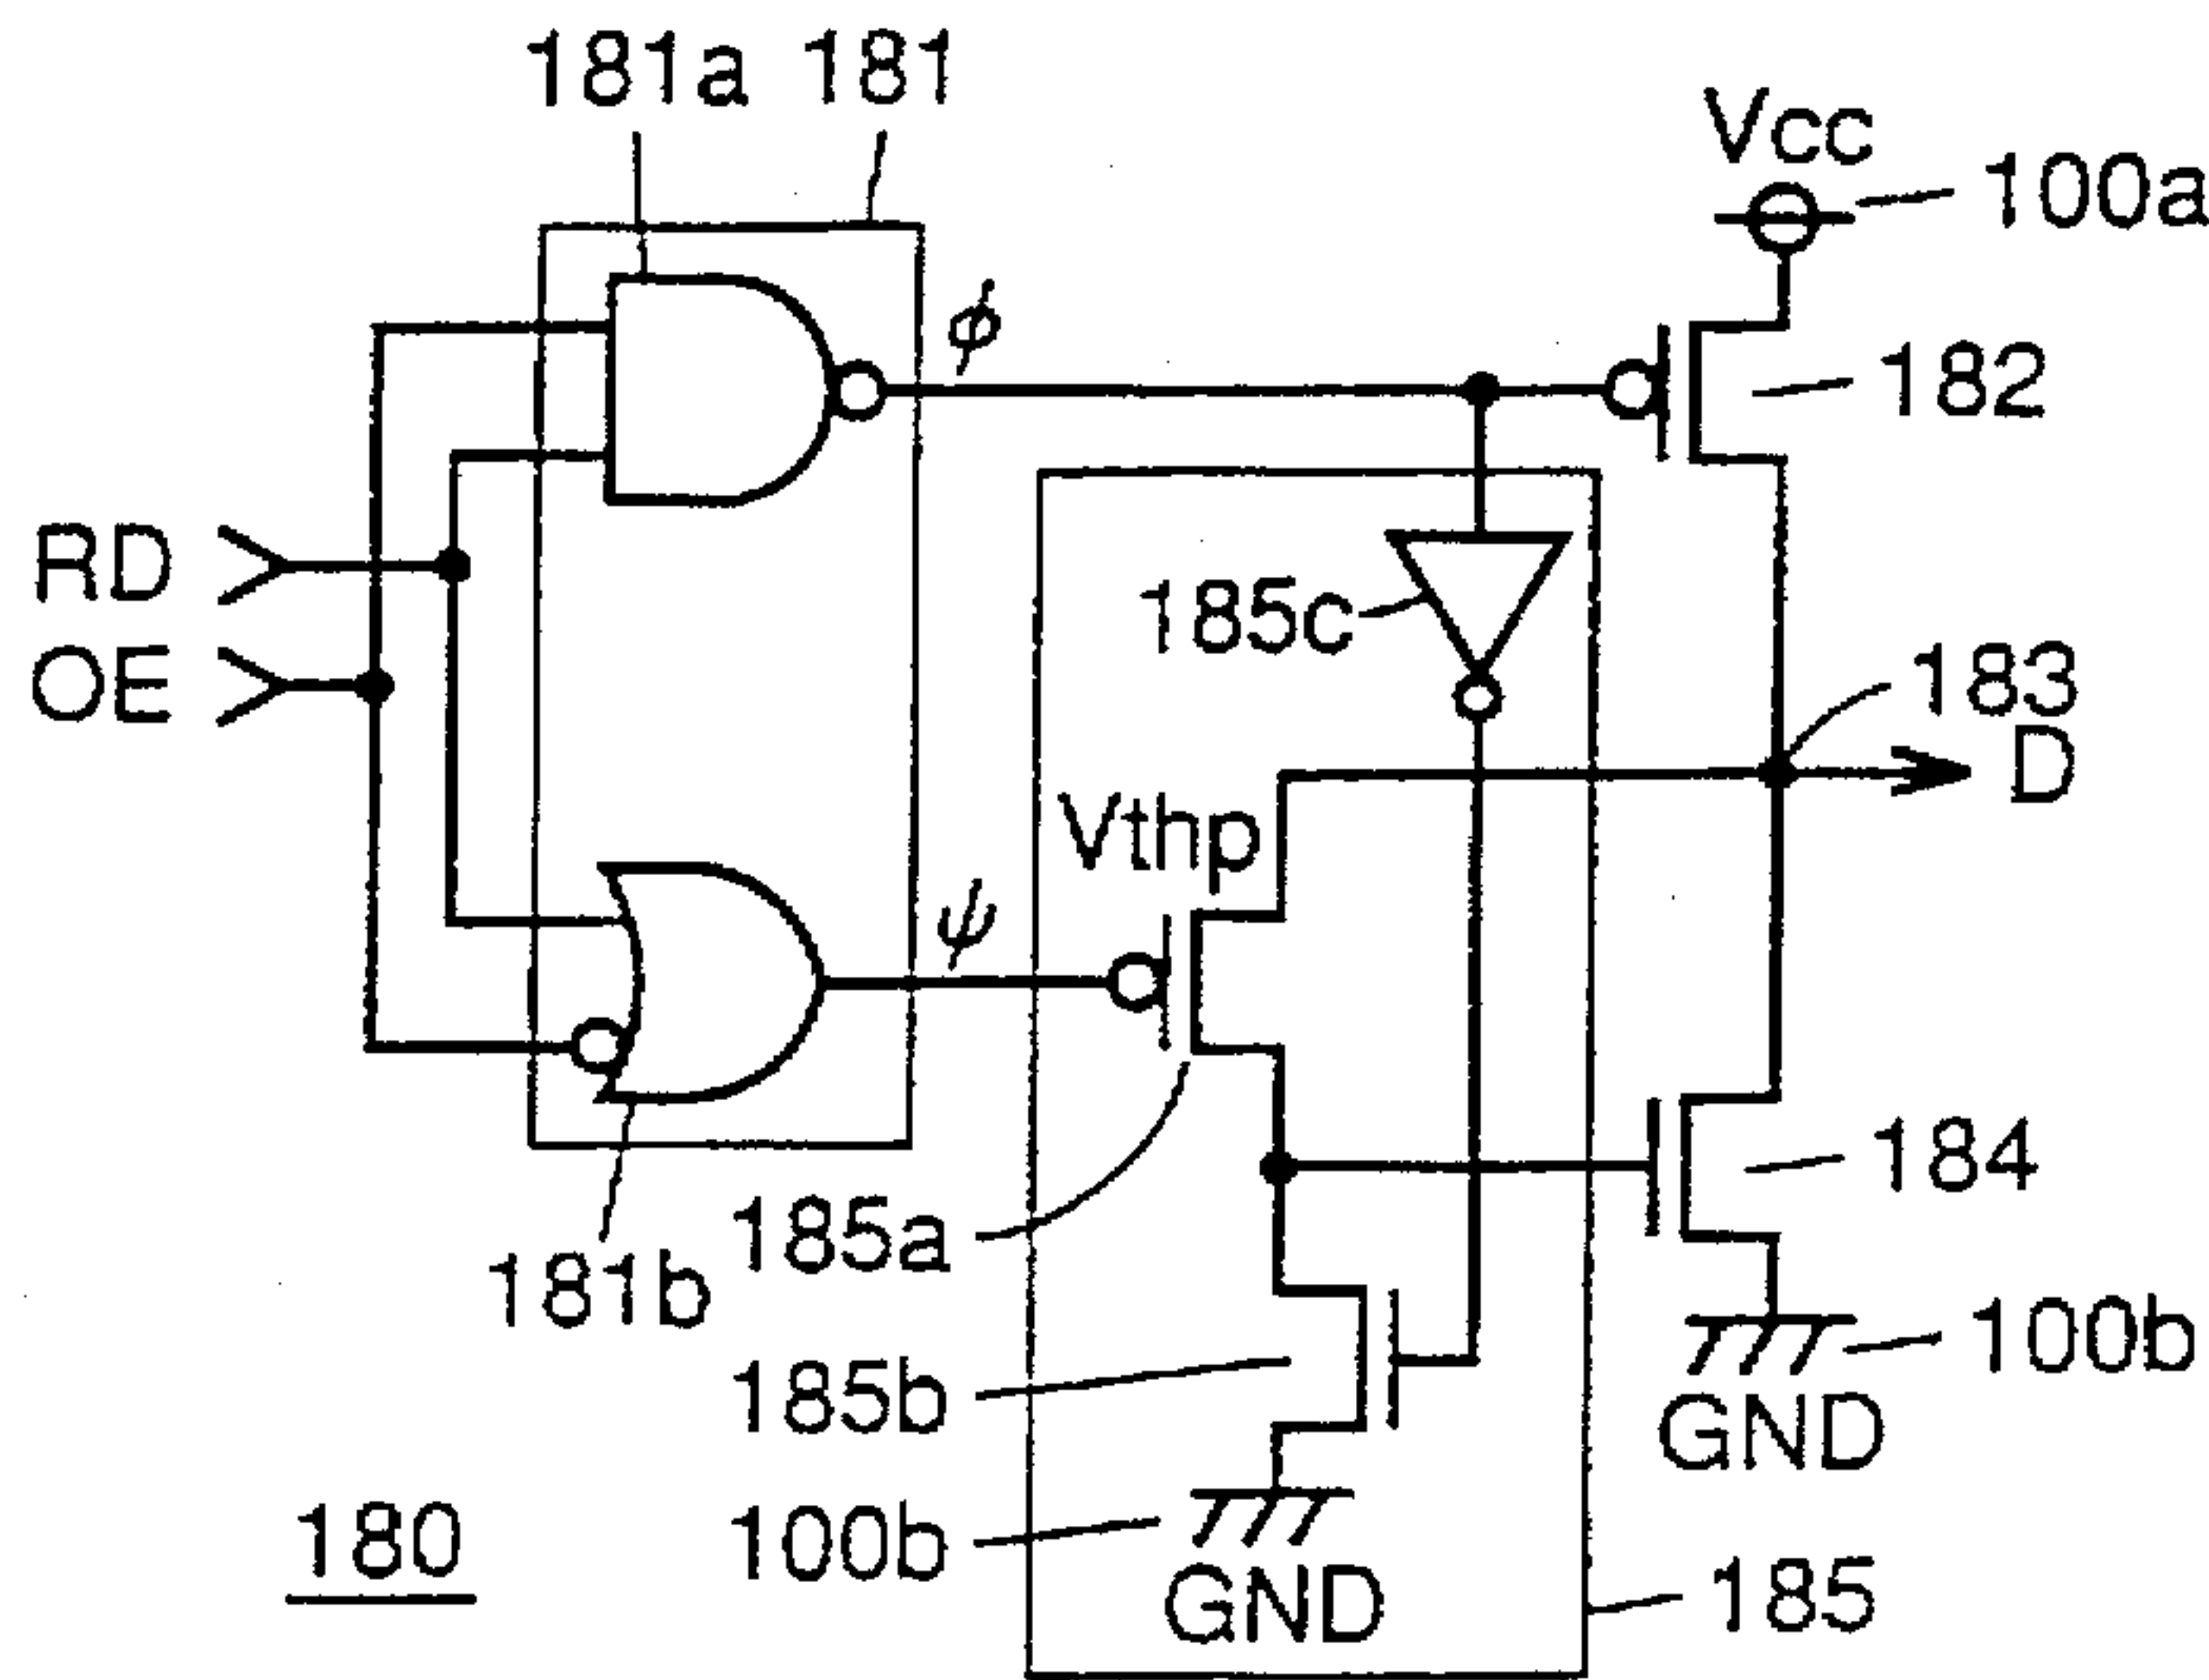 181a 181
Vcc
100a
ϕ
182
RD
185c
OE
183
D
Vthp
ψ
184
185a
181b
100b
185b
GND
180
100b
GND
185